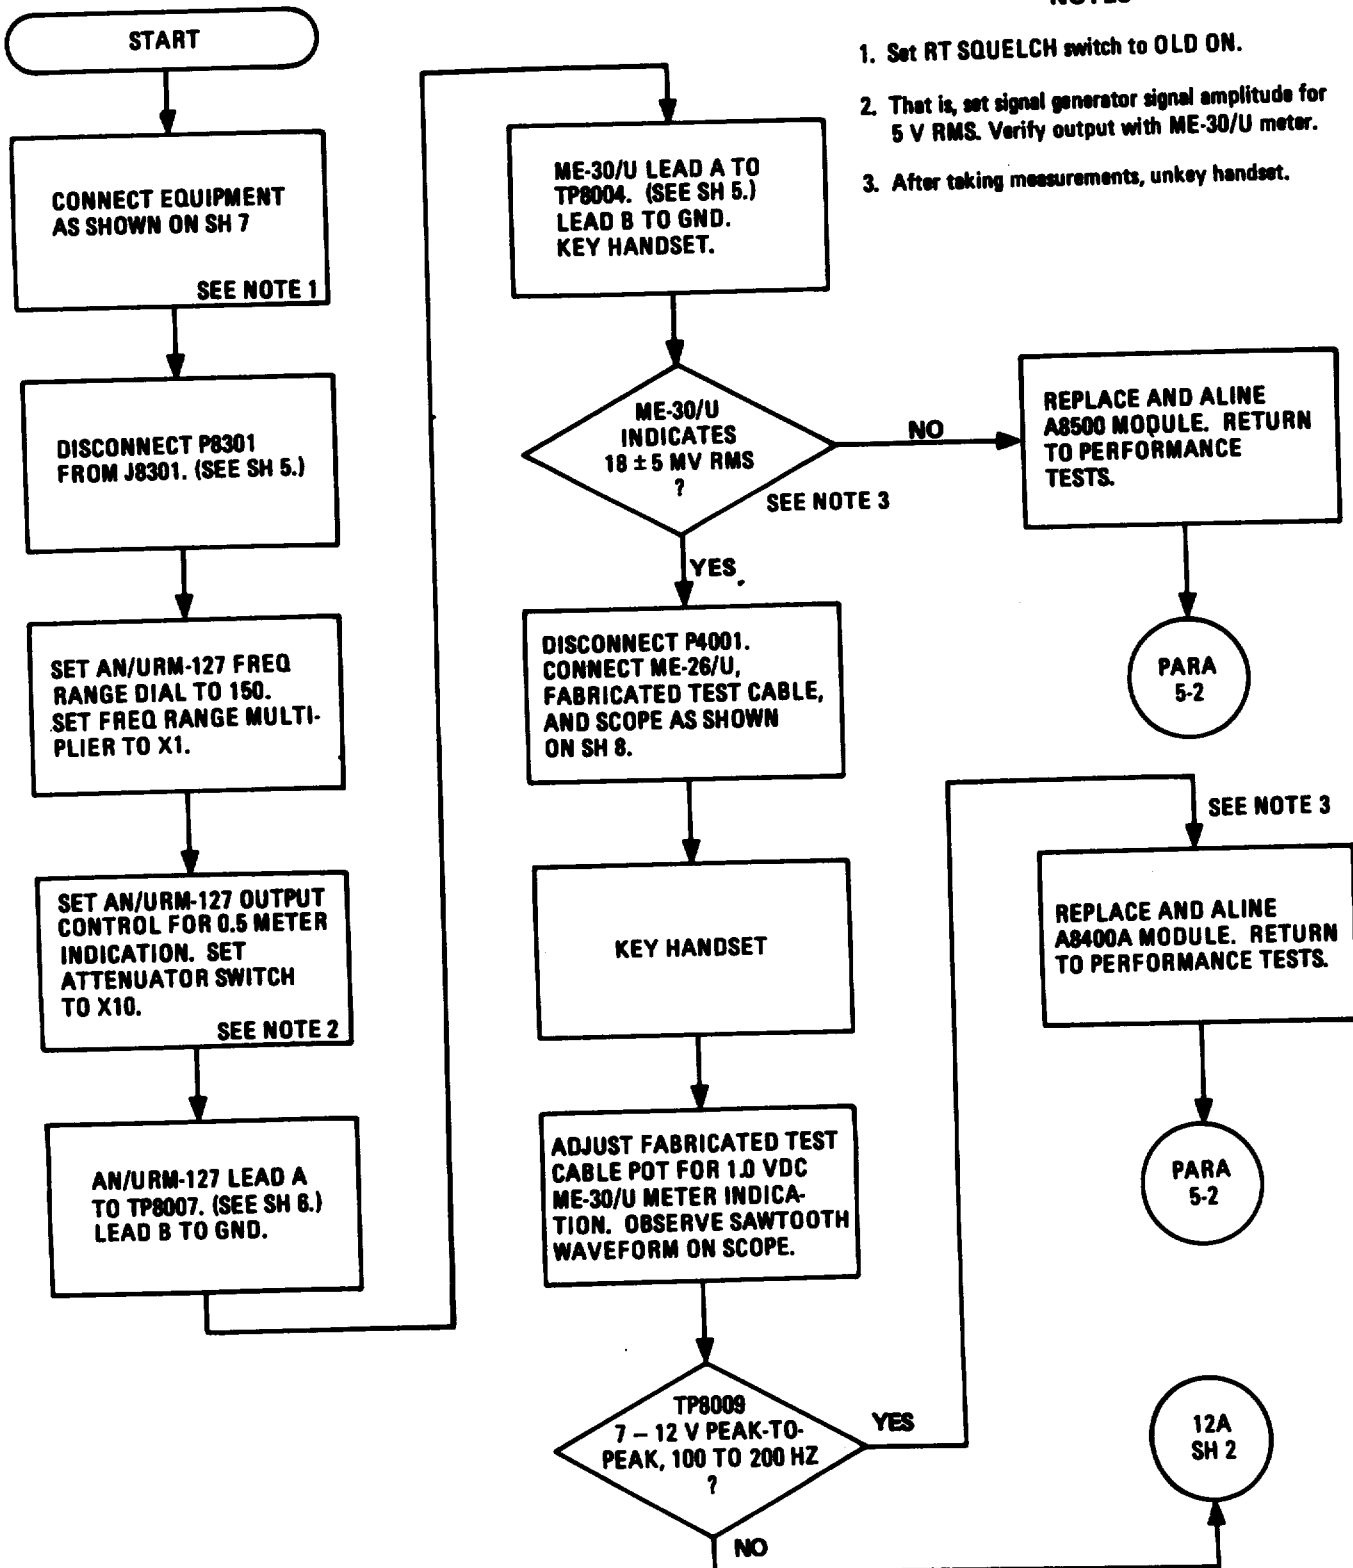 START
CONNECT EQUIPMENT
AS SHOWN ON SH 7
SEE NOTE 1
DISCONNECT P8301
FROM J8301. (SEE SH 5.)
SET AN/URM-127 FREQ
RANGE DIAL TO 150.
SET FREQ RANGE MULTI-
PLIER TO X1.
SET AN/URM-127 OUTPUT
CONTROL FOR 0.5 METER
INDICATION. SET
ATTENUATOR SWITCH
TO X10.
SEE NOTE 2
AN/URM-127 LEAD A
TO TP8007. (SEE SH 6.)
LEAD B TO GND.
ME-30/U LEAD A TO
TP8004. (SEE SH 5.)
LEAD B TO GND.
KEY HANDSET.
ME-30/U
INDICATES
18 ± 5 MV RMS
?
SEE NOTE 3
NO
YES
DISCONNECT P4001.
CONNECT ME-26/U,
FABRICATED TEST CABLE,
AND SCOPE AS SHOWN
ON SH 8.
KEY HANDSET
ADJUST FABRICATED TEST
CABLE POT FOR 1.0 VDC
ME-30/U METER INDICA-
TION. OBSERVE SAWTOOTH
WAVEFORM ON SCOPE.
TP8009
7 – 12 V PEAK-TO-
PEAK, 100 TO 200 HZ
?
YES
NO
NOTES
1. Set RT SQUELCH switch to OLD ON.
2. That is, set signal generator signal amplitude for
5 V RMS. Verify output with ME-30/U meter.
3. After taking measurements, unkey handset.
REPLACE AND ALINE
A8500 MODULE. RETURN
TO PERFORMANCE
TESTS.
PARA
5-2
SEE NOTE 3
REPLACE AND ALINE
A8400A MODULE. RETURN
TO PERFORMANCE TESTS.
PARA
5-2
12A
SH 2